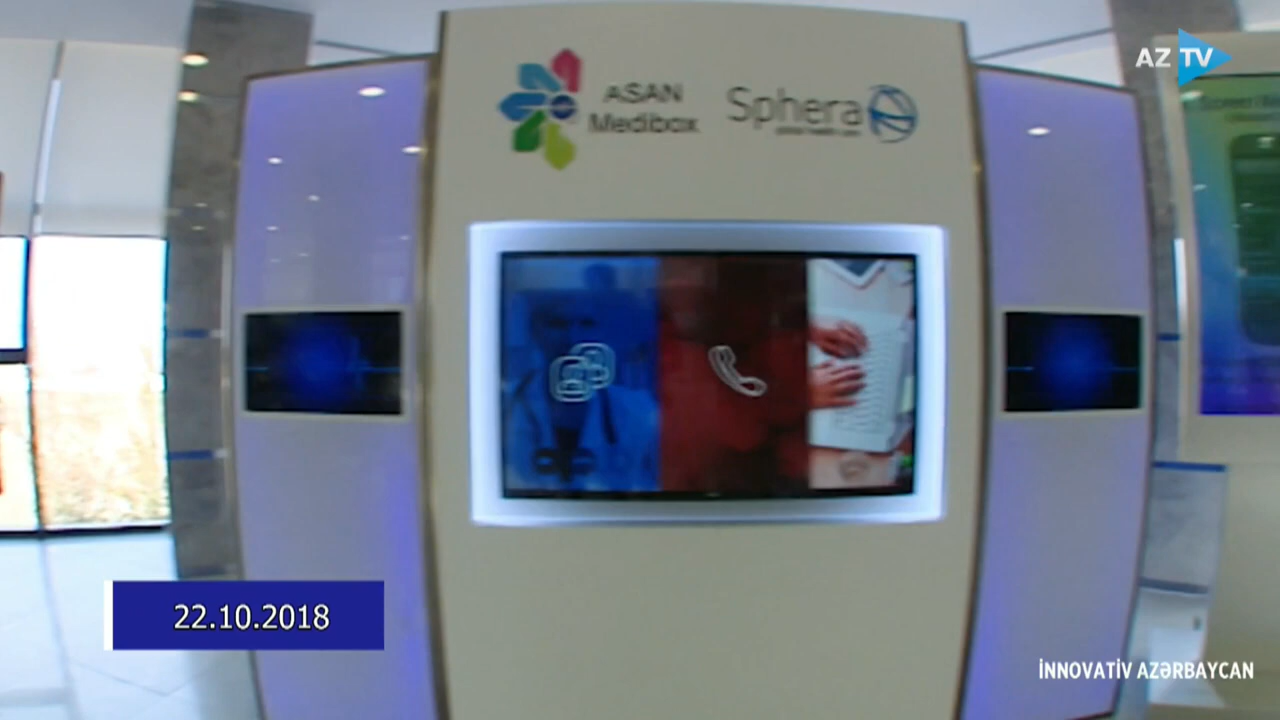 AZ TV
ASAN
Medibox
Sphera
22.10.2018
İNNOVATİV AZƏRBAYCAN